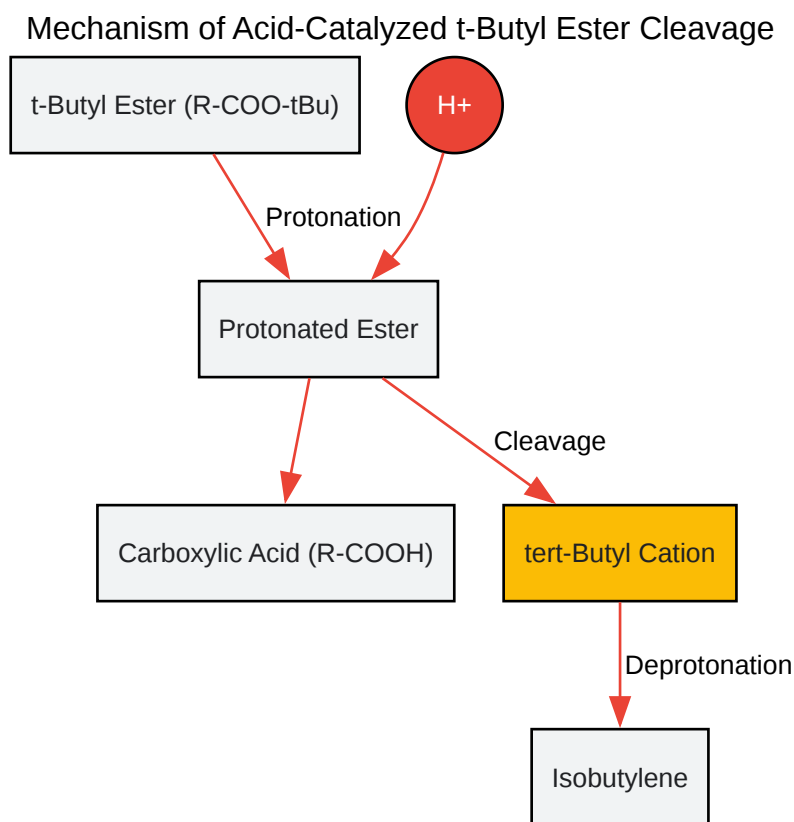 Mechanism of Acid-Catalyzed t-Butyl Ester Cleavage
t-Butyl Ester (R-COO-tBu)
H+
Protonation
Protonated Ester
Cleavage
Carboxylic Acid (R-COOH)
tert-Butyl Cation
Deprotonation
Isobutylene